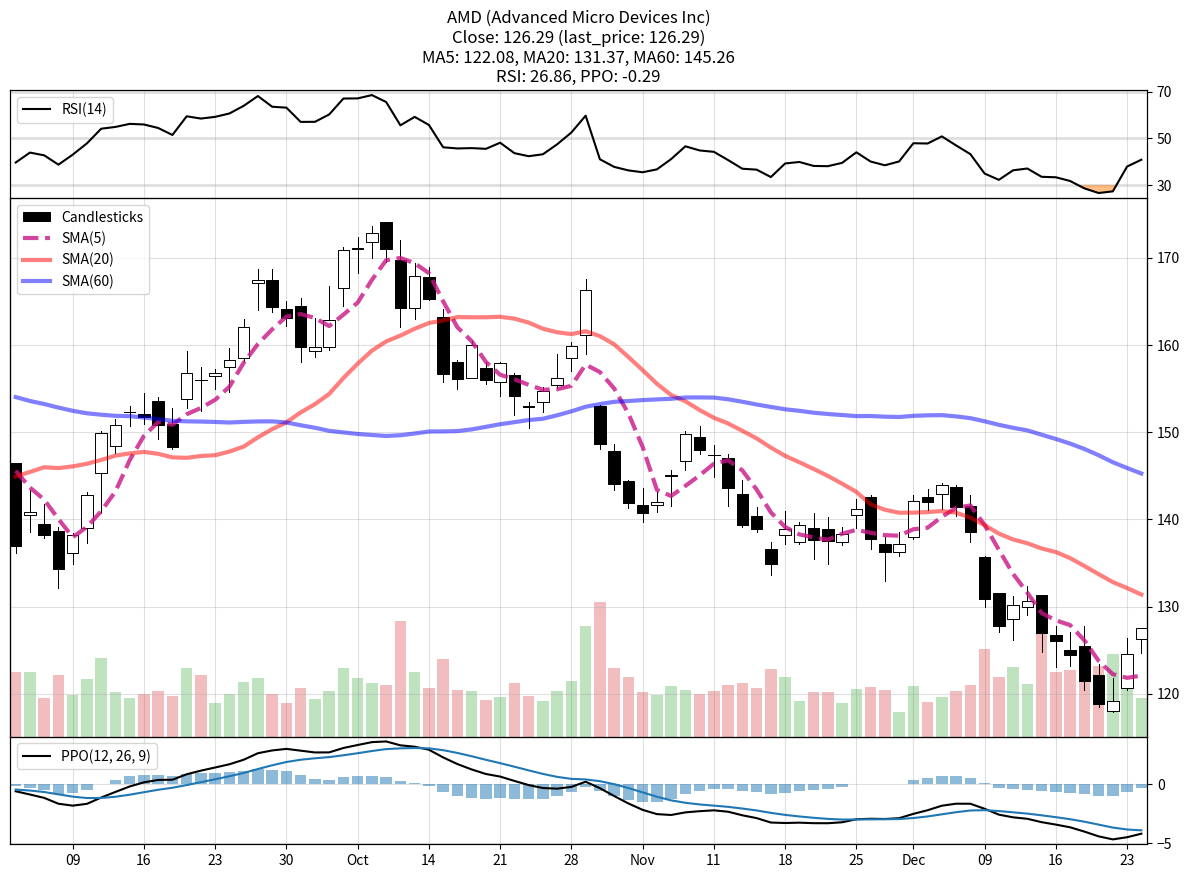 AMD (Advanced Micro Devices Inc)
Close: 126.29 (last_price: 126.29)
MA5: 122.08, MA20: 131.37, MA60: 145.26
RSI: 26.86, PPO: -0.29
RSI(14)
70
50
30
Candlesticks
SMA(5)
SMA(20)
SMA(60)
170
160
150
140
130
120
PPO(12, 26, 9)
0
−5
09 16 23 30 Oct 14 21 28 Nov 11 18 25 Dec 09 16 23